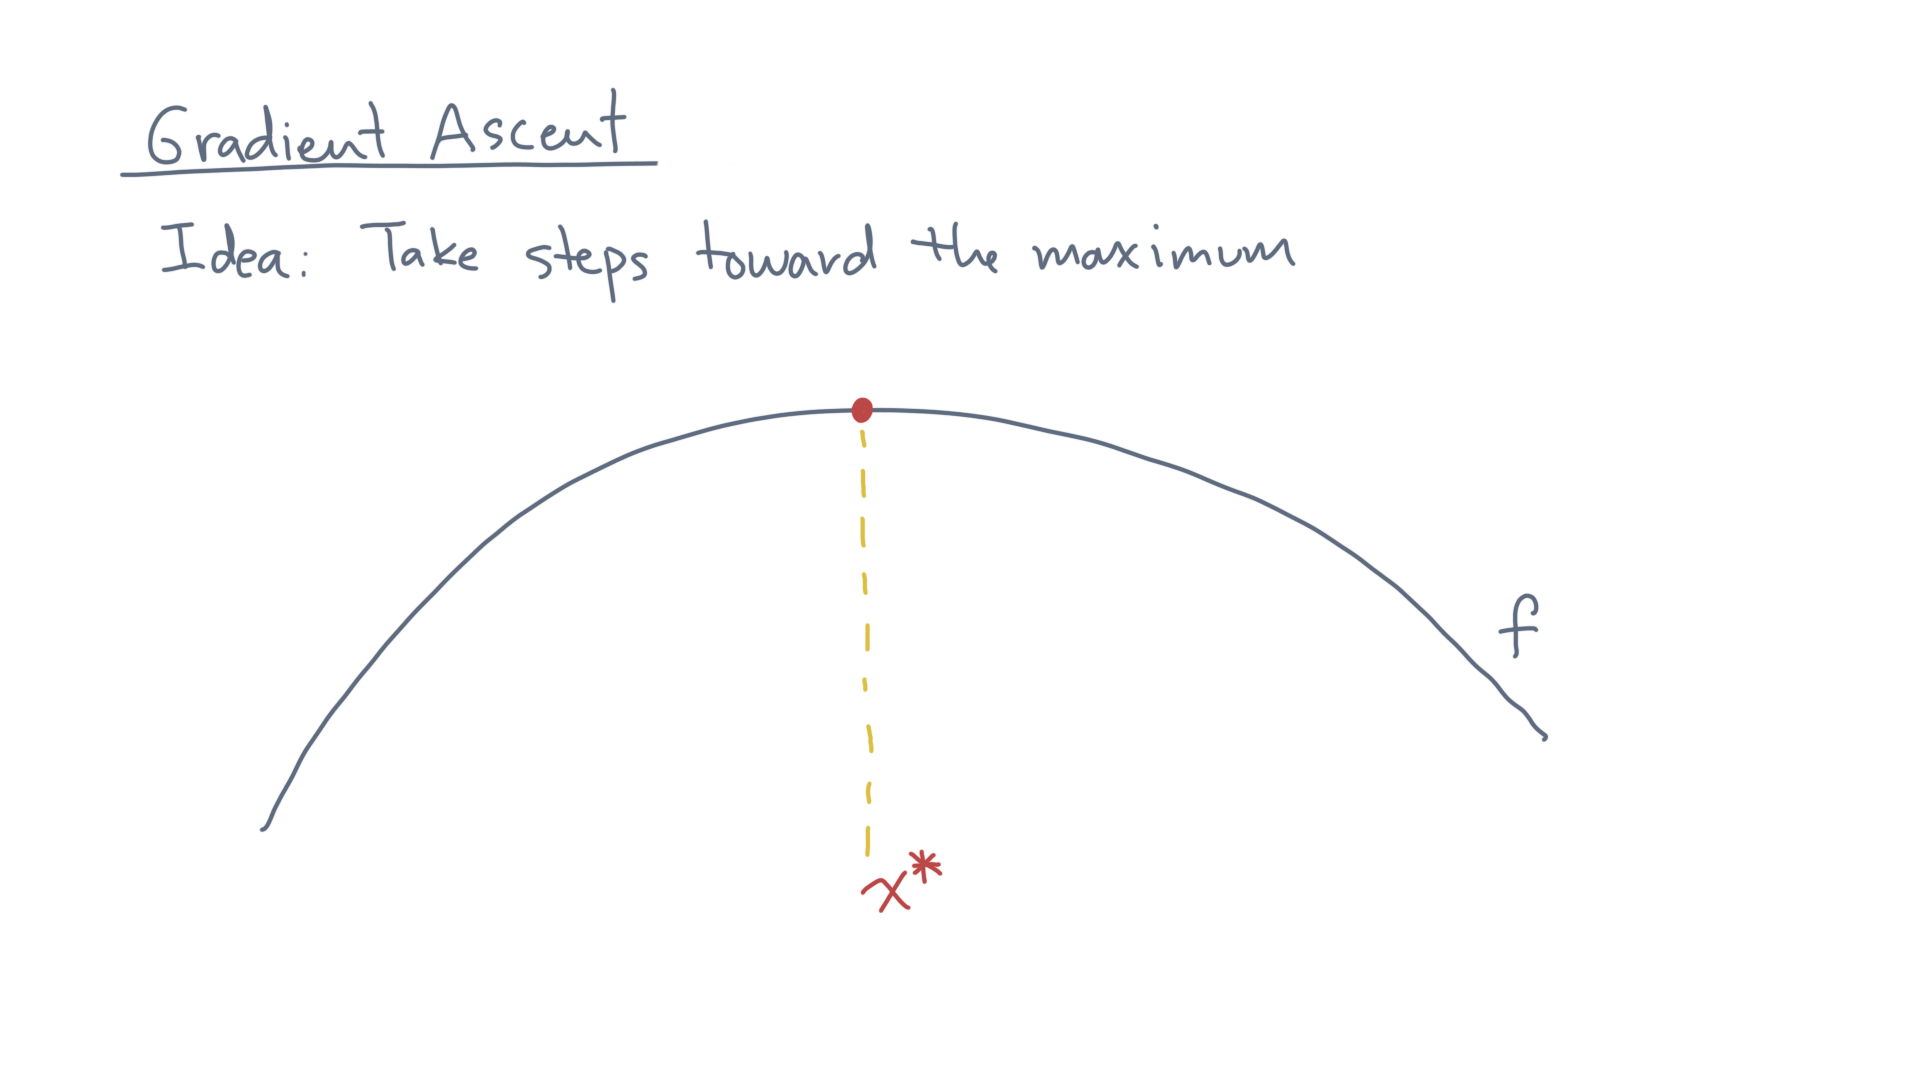 Gradient Ascent
Idea: Take steps toward the maximum
f
x*